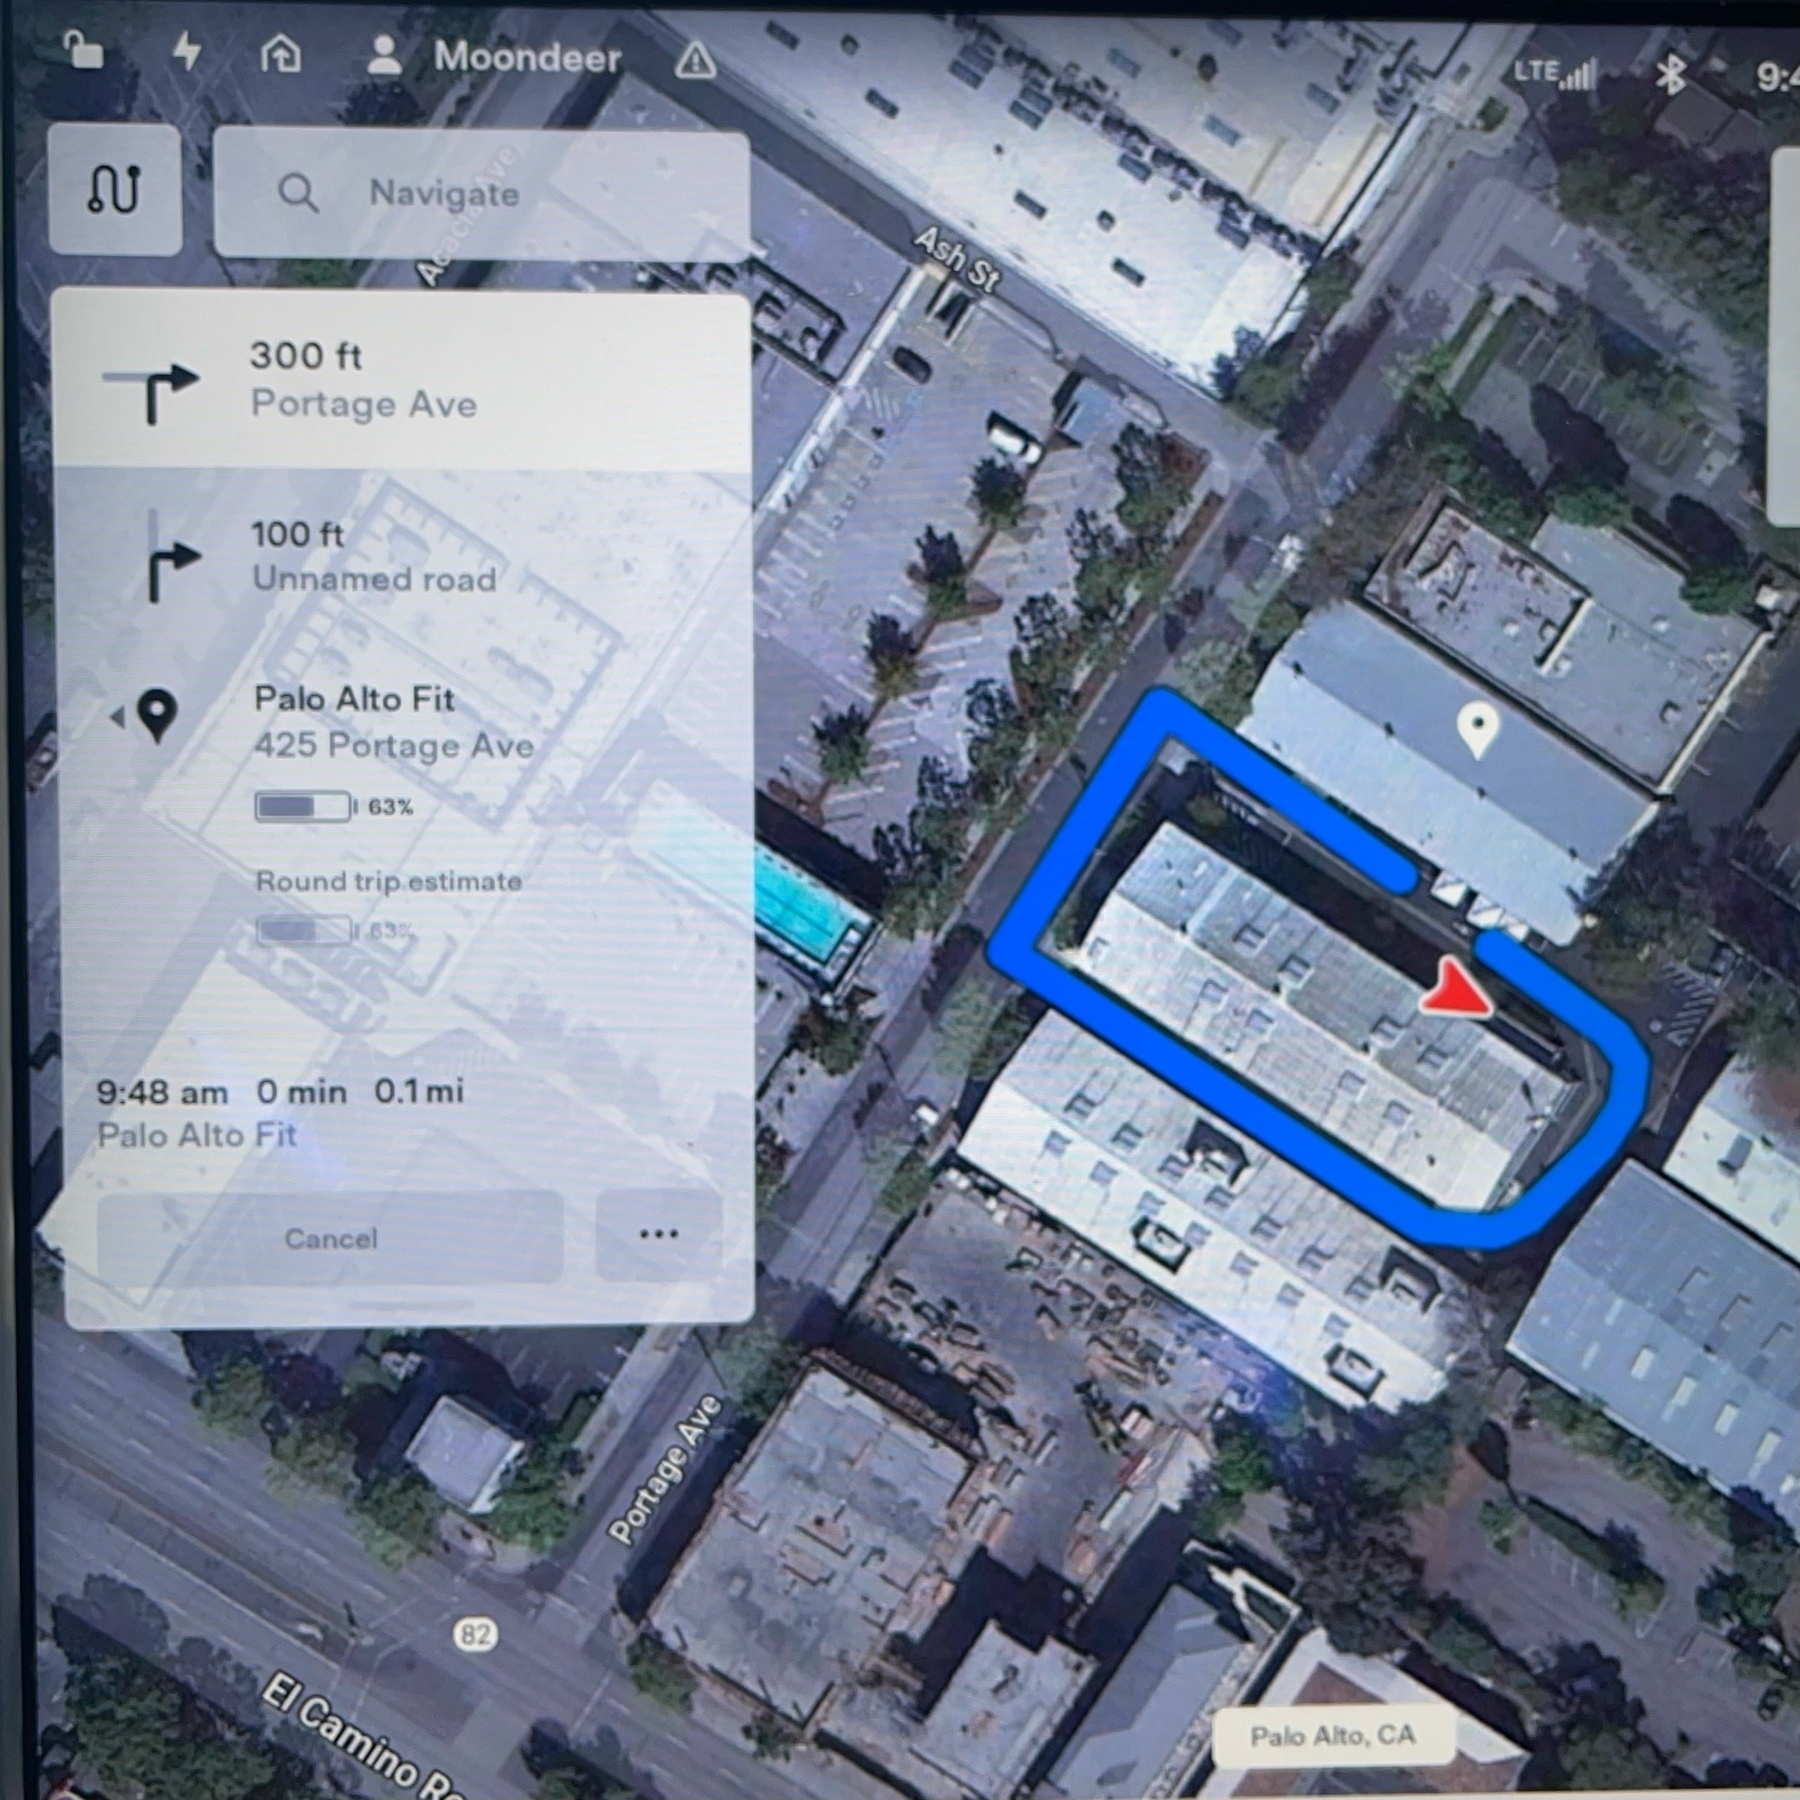 Moondeer
LTE
9:4
Navigate
Acacia Ave
Ash St
300 ft
Portage Ave
100 ft
Unnamed road
Palo Alto Fit
425 Portage Ave
63%
Round trip estimate
63%
9:48 am 0 min 0.1 mi
Palo Alto Fit
Cancel
...
Portage Ave
82
El Camino Re
Palo Alto, CA